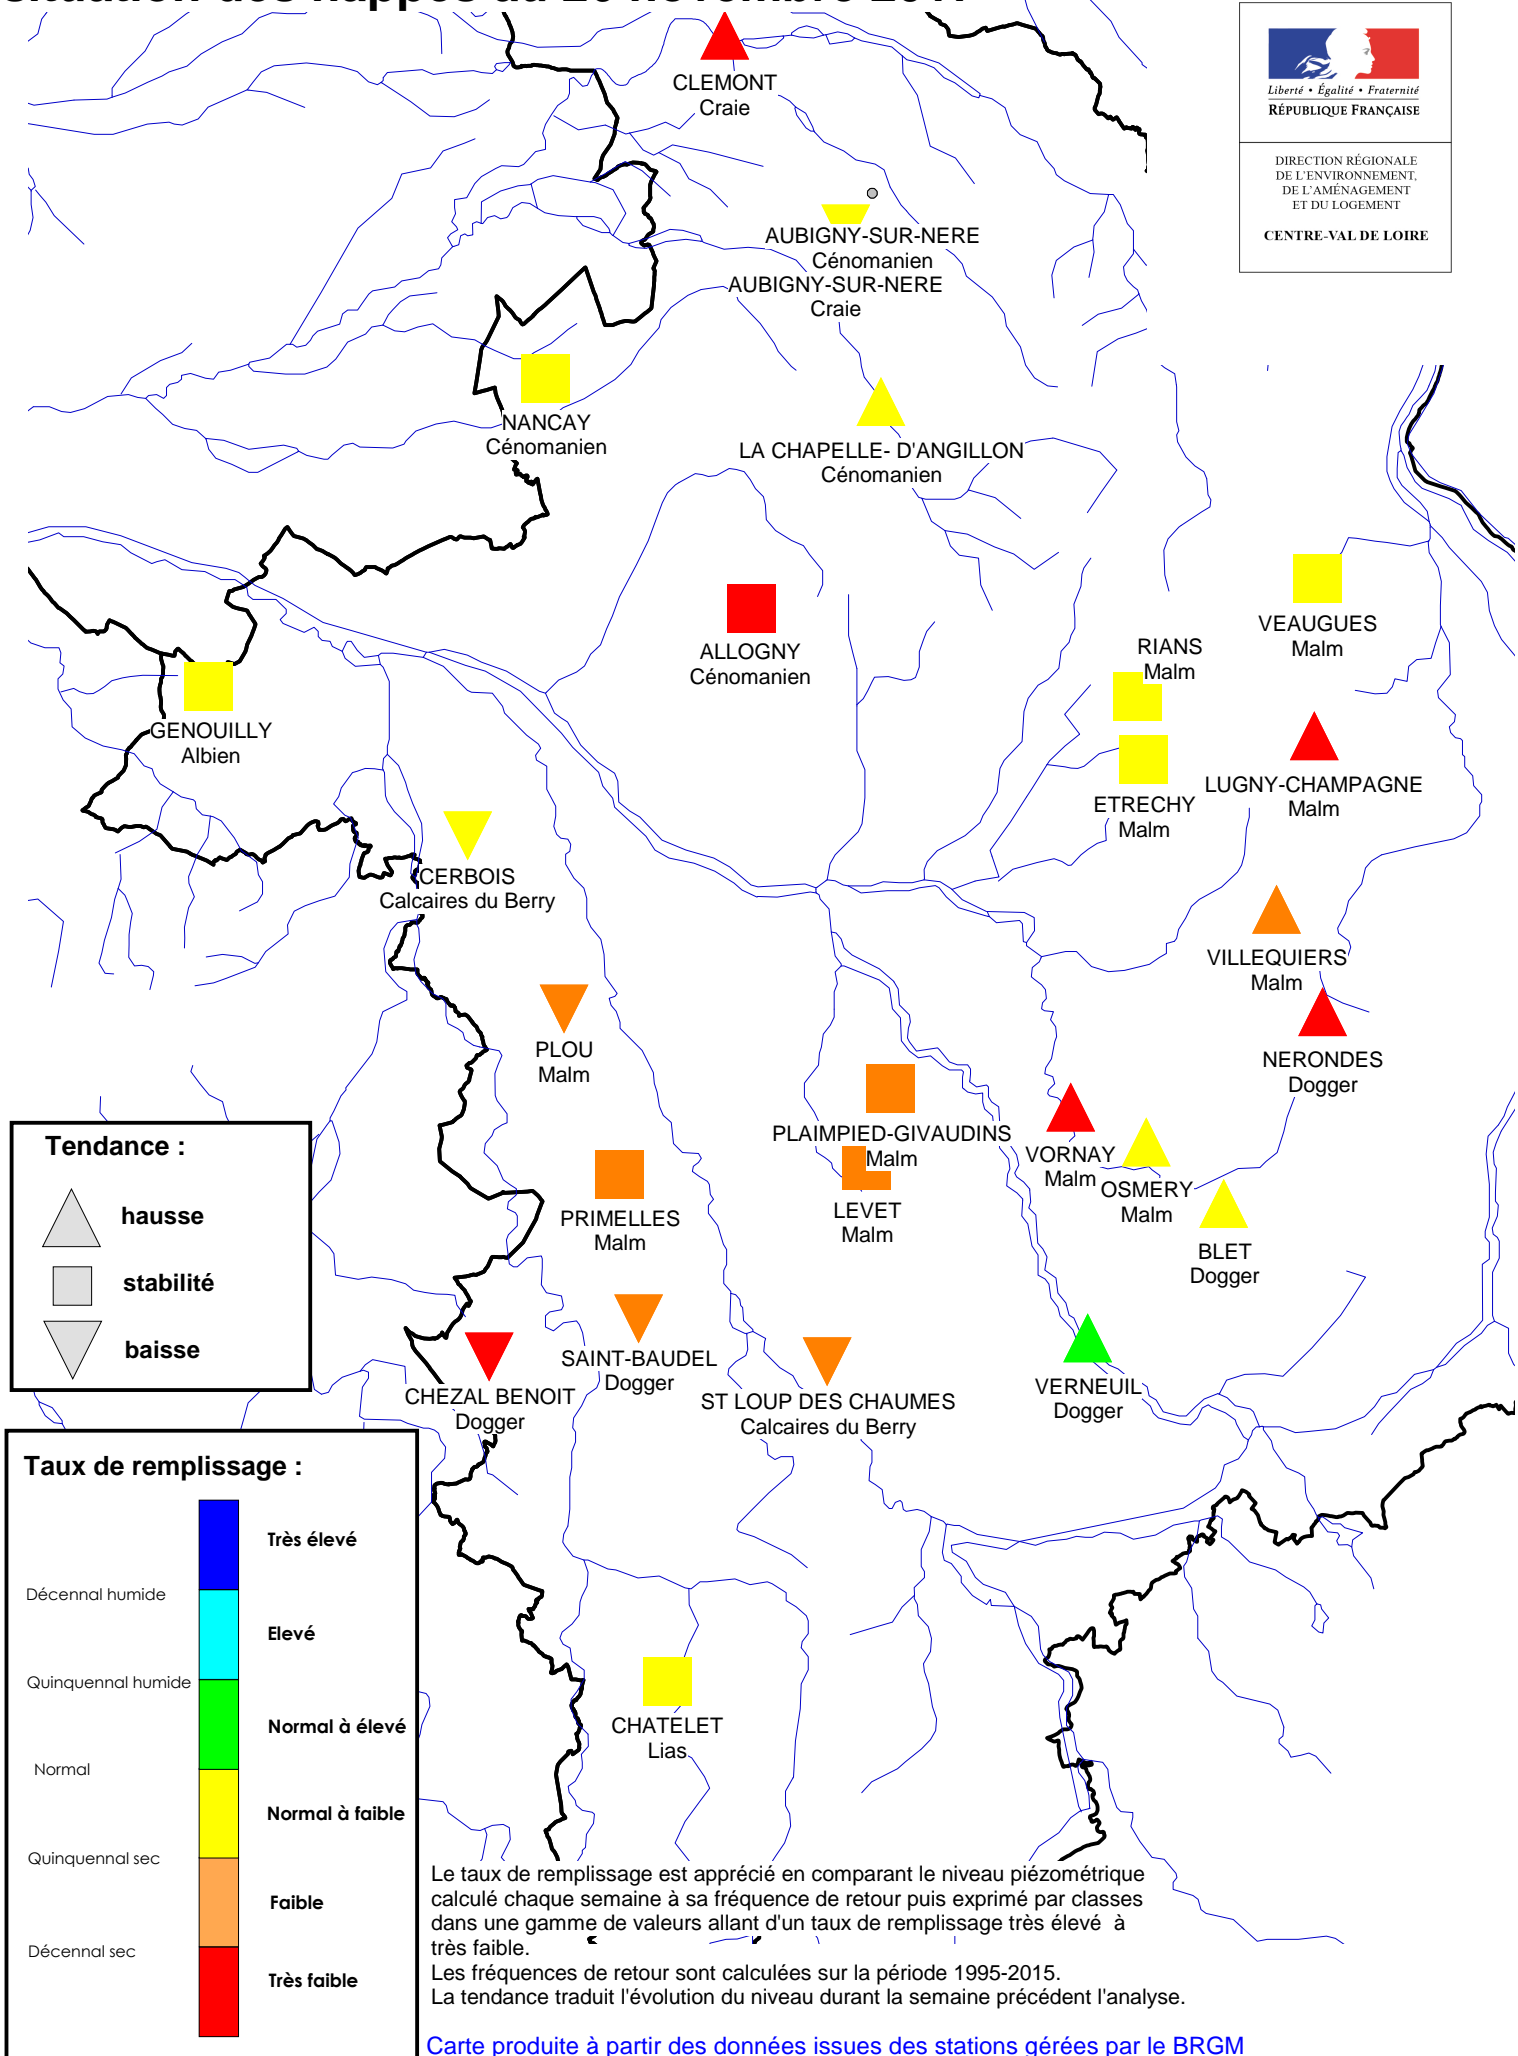 situation des nappes au 20 novembre 2017
Liberté • Égalité • Fraternité
RÉPUBLIQUE FRANÇAISE
DIRECTION RÉGIONALE
DE L'ENVIRONNEMENT,
DE L'AMÉNAGEMENT
ET DU LOGEMENT
CENTRE-VAL DE LOIRE
CLEMONT
Craie
AUBIGNY-SUR-NERE
Cénomanien
AUBIGNY-SUR-NERE
Craie
NANCAY
Cénomanien
LA CHAPELLE- D'ANGILLON
Cénomanien
VEAUGUES
Malm
ALLOGNY
Cénomanien
RIANS
Malm
GENOUILLY
Albien
LUGNY-CHAMPAGNE
Malm
ETRECHY
Malm
CERBOIS
Calcaires du Berry
VILLEQUIERS
Malm
PLOU
Malm
NERONDES
Dogger
PLAIMPIED-GIVAUDINS
Malm
VORNAY
Malm
OSMERY
Malm
PRIMELLES
Malm
LEVET
Malm
BLET
Dogger
SAINT-BAUDEL
Dogger
CHEZAL BENOIT
Dogger
ST LOUP DES CHAUMES
Calcaires du Berry
VERNEUIL
Dogger
CHATELET
Lias
Tendance :
hausse
stabilité
baisse
Taux de remplissage :
Très élevé
Décennal humide
Elevé
Quinquennal humide
Normal à élevé
Normal
Normal à faible
Quinquennal sec
Faible
Décennal sec
Très faible
Le taux de remplissage est apprécié en comparant le niveau piézométrique
calculé chaque semaine à sa fréquence de retour puis exprimé par classes
dans une gamme de valeurs allant d'un taux de remplissage très élevé à
très faible.
Les fréquences de retour sont calculées sur la période 1995-2015.
La tendance traduit l'évolution du niveau durant la semaine précédent l'analyse.
Carte produite à partir des données issues des stations gérées par le BRGM